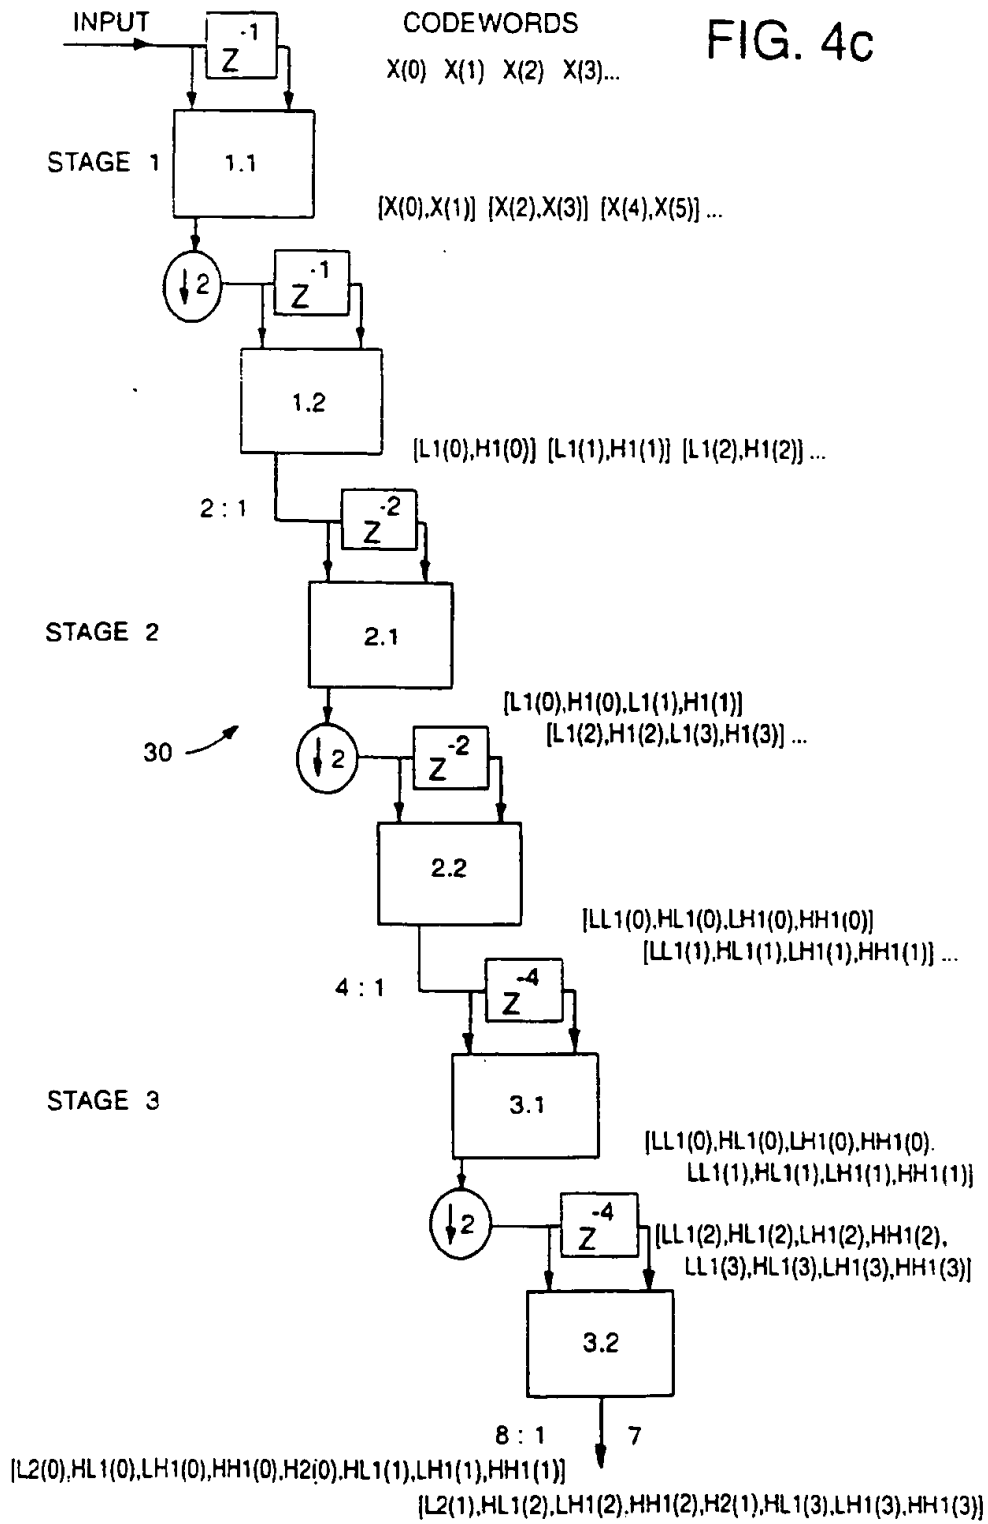 INPUT
Z^-1
CODEWORDS
FIG. 4c
X(0) X(1) X(2) X(3)...
STAGE 1
1.1
[X(0),X(1)] [X(2),X(3)] [X(4),X(5)] ...
↓2
Z^-1
1.2
[L1(0),H1(0)] [L1(1),H1(1)] [L1(2),H1(2)] ...
2 : 1
Z^-2
STAGE 2
2.1
[L1(0),H1(0),L1(1),H1(1)]
[L1(2),H1(2),L1(3),H1(3)] ...
30
↓2
Z^-2
2.2
[LL1(0),HL1(0),LH1(0),HH1(0)]
[LL1(1),HL1(1),LH1(1),HH1(1)] ...
4 : 1
Z^-4
STAGE 3
3.1
[LL1(0),HL1(0),LH1(0),HH1(0).
LL1(1),HL1(1),LH1(1),HH1(1)]
↓2
Z^-4
[LL1(2),HL1(2),LH1(2),HH1(2),
LL1(3),HL1(3),LH1(3),HH1(3)]
3.2
8 : 1
7
[L2(0),HL1(0),LH1(0),HH1(0),H2(0),HL1(1),LH1(1),HH1(1)]
[L2(1),HL1(2),LH1(2),HH1(2),H2(1),HL1(3),LH1(3),HH1(3)]